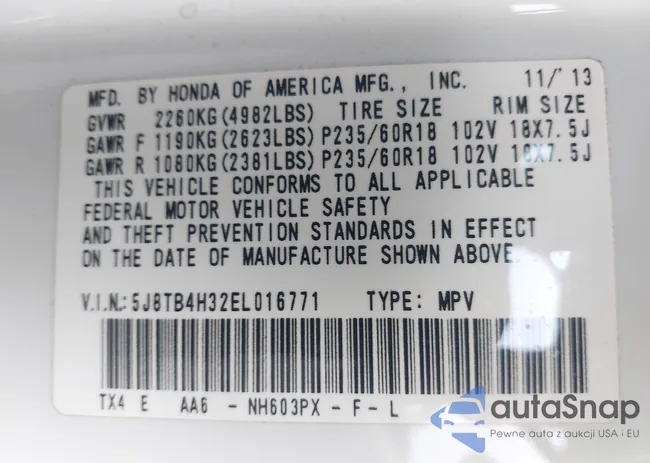 MFD. BY HONDA OF AMERICA MFG., INC. 11/'13
GVWR 2260KG(4982LBS) TIRE SIZE RIM SIZE
GAWR F 1190KG(2623LBS) P235/60R18 102V 18X7.5J
GAWR R 1080KG(2381LBS) P235/60R18 102V 18X7.5J
THIS VEHICLE CONFORMS TO ALL APPLICABLE
FEDERAL MOTOR VEHICLE SAFETY
AND THEFT PREVENTION STANDARDS IN EFFECT
ON THE DATE OF MANUFACTURE SHOWN ABOVE.
V.I.N.: 5J8TB4H32EL016771 TYPE: MPV
TX4 E AA6 - NH603PX - F - L
autaSnap
Pewne auta z aukcji USA i EU